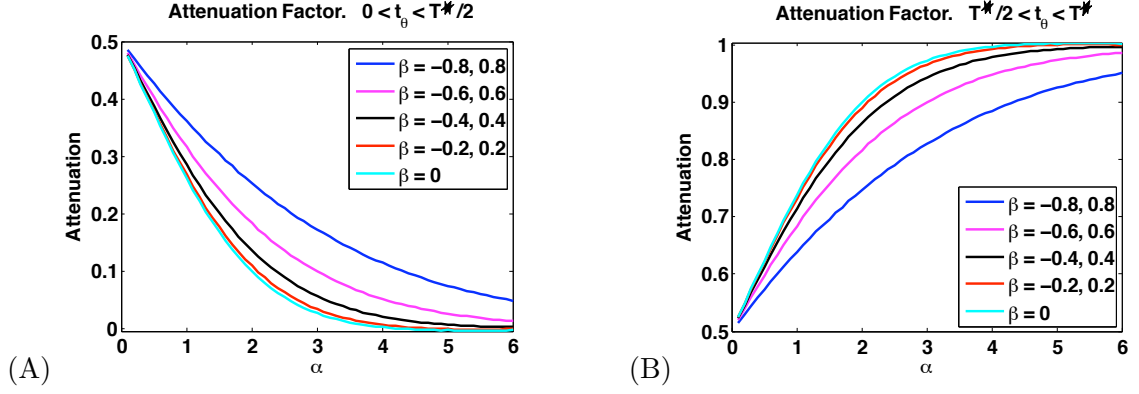 Attenuation Factor. 0 < t_θ < T*/2
Attenuation
0.5
0.4
0.3
0.2
0.1
0
β = −0.8, 0.8
β = −0.6, 0.6
β = −0.4, 0.4
β = −0.2, 0.2
β = 0
0 1 2 3 4 5 6
α
(A)
Attenuation Factor. T*/2 < t_θ < T*
Attenuation
1
0.9
0.8
0.7
0.6
0.5
β = −0.8, 0.8
β = −0.6, 0.6
β = −0.4, 0.4
β = −0.2, 0.2
β = 0
0 1 2 3 4 5 6
α
(B)